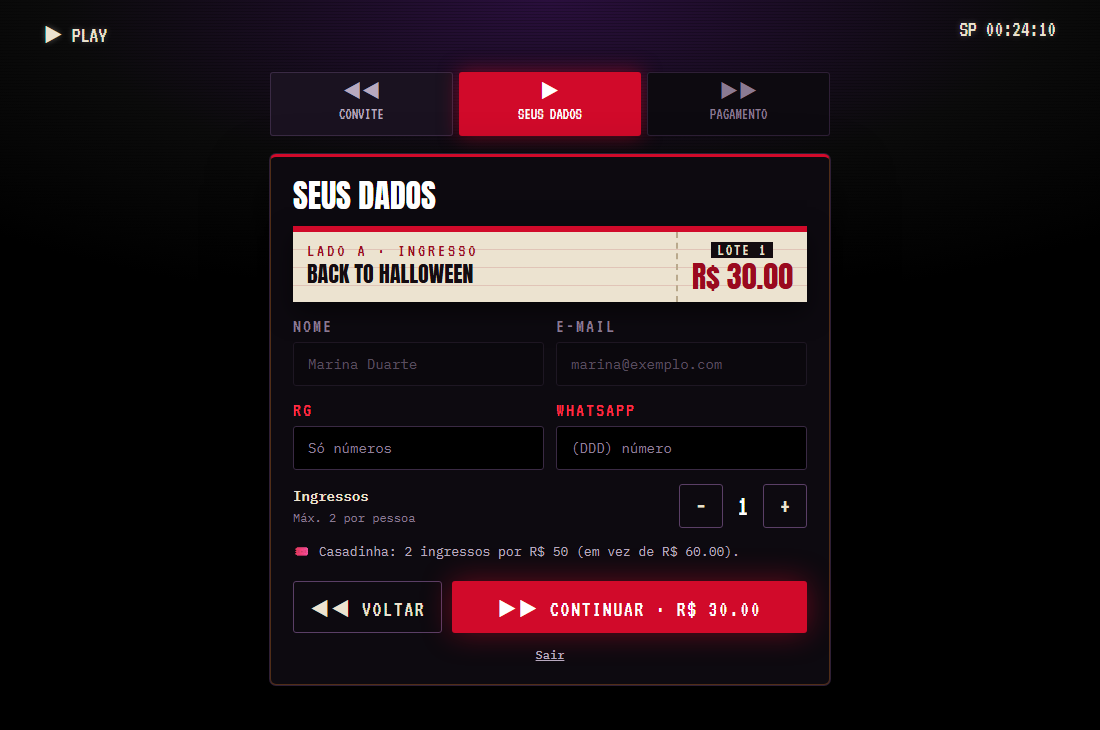 ▶ PLAY
SP 00:24:10
◀◀ ▶ ▶▶
CONVITE SEUS DADOS PAGAMENTO
SEUS DADOS
LADO A · INGRESSO
LOTE 1
BACK TO HALLOWEEN
R$ 30.00
NOME
E-MAIL
Marina Duarte
marina@exemplo.com
RG
WHATSAPP
Só números
(DDD) número
Ingressos
Máx. 2 por pessoa
- 1 +
Casadinha: 2 ingressos por R$ 50 (em vez de R$ 60.00).
◀◀ VOLTAR
▶▶ CONTINUAR · R$ 30.00
Sair